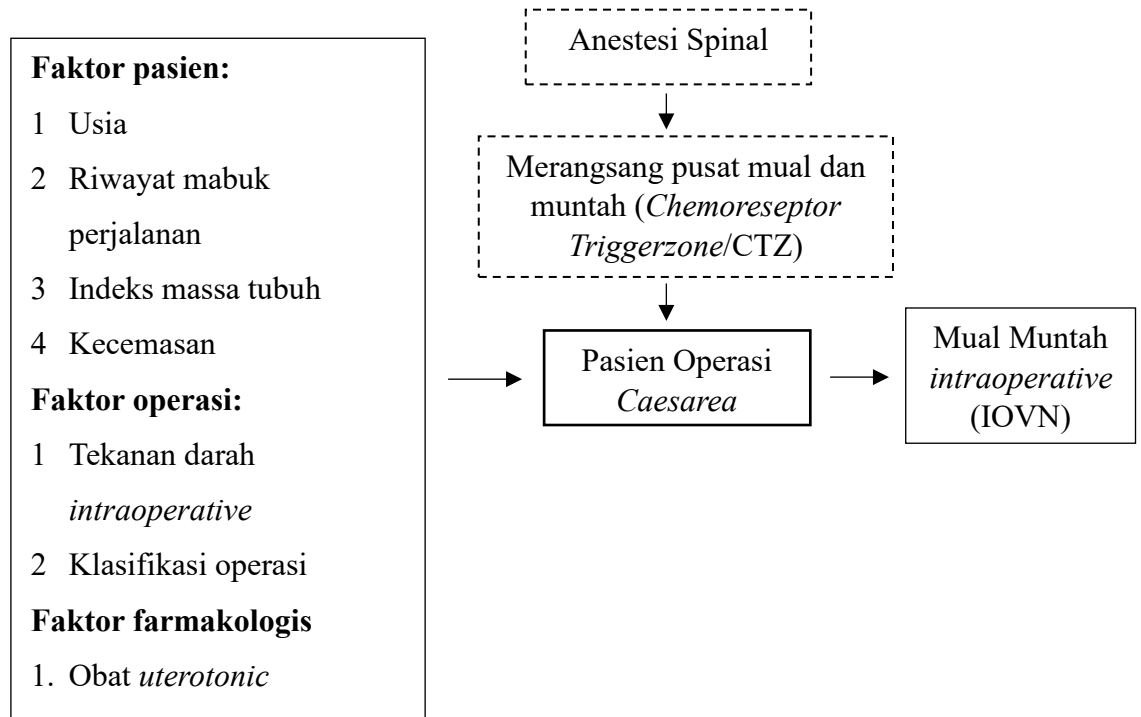 Faktor pasien:
1 Usia
2 Riwayat mabuk
perjalanan
3 Indeks massa tubuh
4 Kecemasan
Faktor operasi:
1 Tekanan darah
intraoperative
2 Klasifikasi operasi
Faktor farmakologis
1. Obat uterotonic
Anestesi Spinal
Merangsang pusat mual dan
muntah (Chemoreseptor
Triggerzone/CTZ)
Pasien Operasi
Caesarea
Mual Muntah
intraoperative
(IOVN)